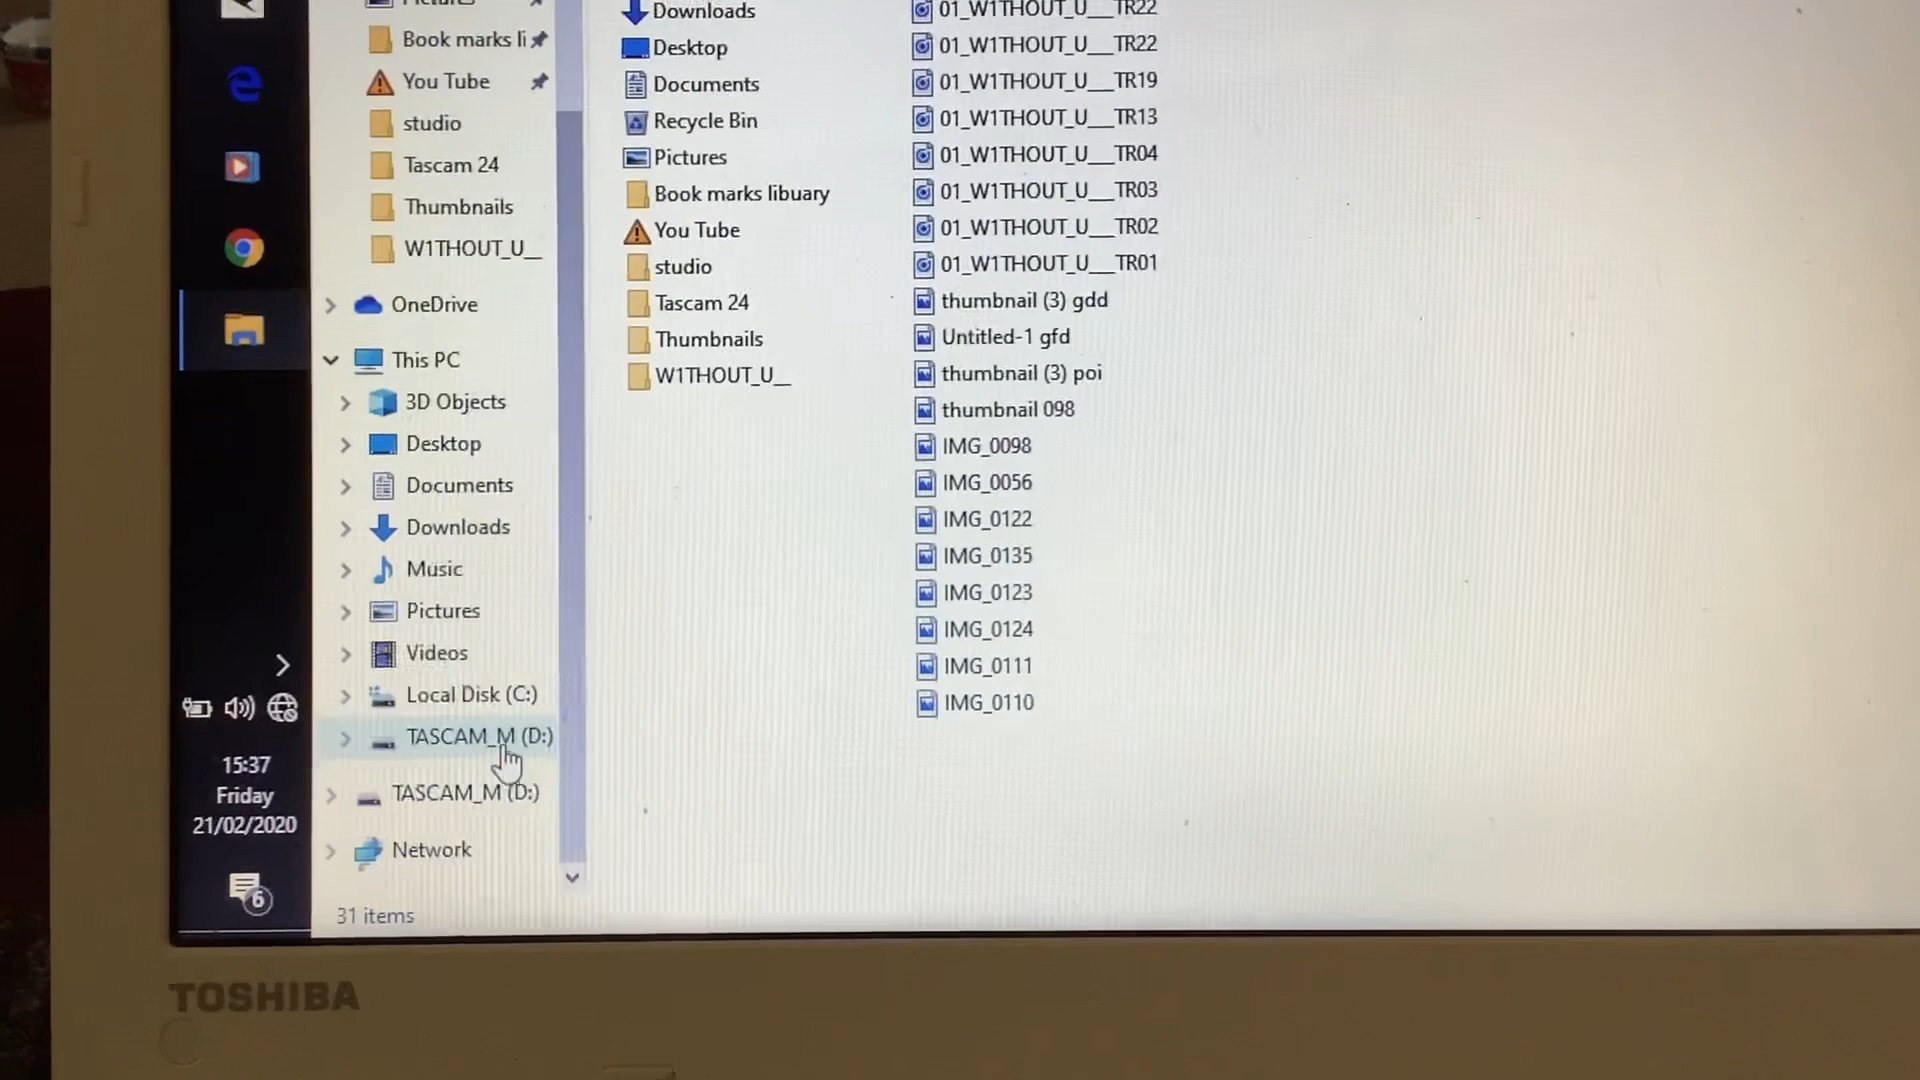 Pictures
Book marks li
You Tube
studio
Tascam 24
Thumbnails
W1THOUT_U__
OneDrive
This PC
3D Objects
Desktop
Documents
Downloads
Music
Pictures
Videos
Local Disk (C:)
TASCAM_M (D:)
TASCAM_M (D:)
Network
31 items
Downloads
Desktop
Documents
Recycle Bin
Pictures
Book marks libuary
You Tube
studio
Tascam 24
Thumbnails
W1THOUT_U__
01_W1THOUT_U__TR22
01_W1THOUT_U__TR22
01_W1THOUT_U__TR19
01_W1THOUT_U__TR13
01_W1THOUT_U__TR04
01_W1THOUT_U__TR03
01_W1THOUT_U__TR02
01_W1THOUT_U__TR01
thumbnail (3) gdd
Untitled-1 gfd
thumbnail (3) poi
thumbnail 098
IMG_0098
IMG_0056
IMG_0122
IMG_0135
IMG_0123
IMG_0124
IMG_0111
IMG_0110
15:37
Friday
21/02/2020
6
TOSHIBA